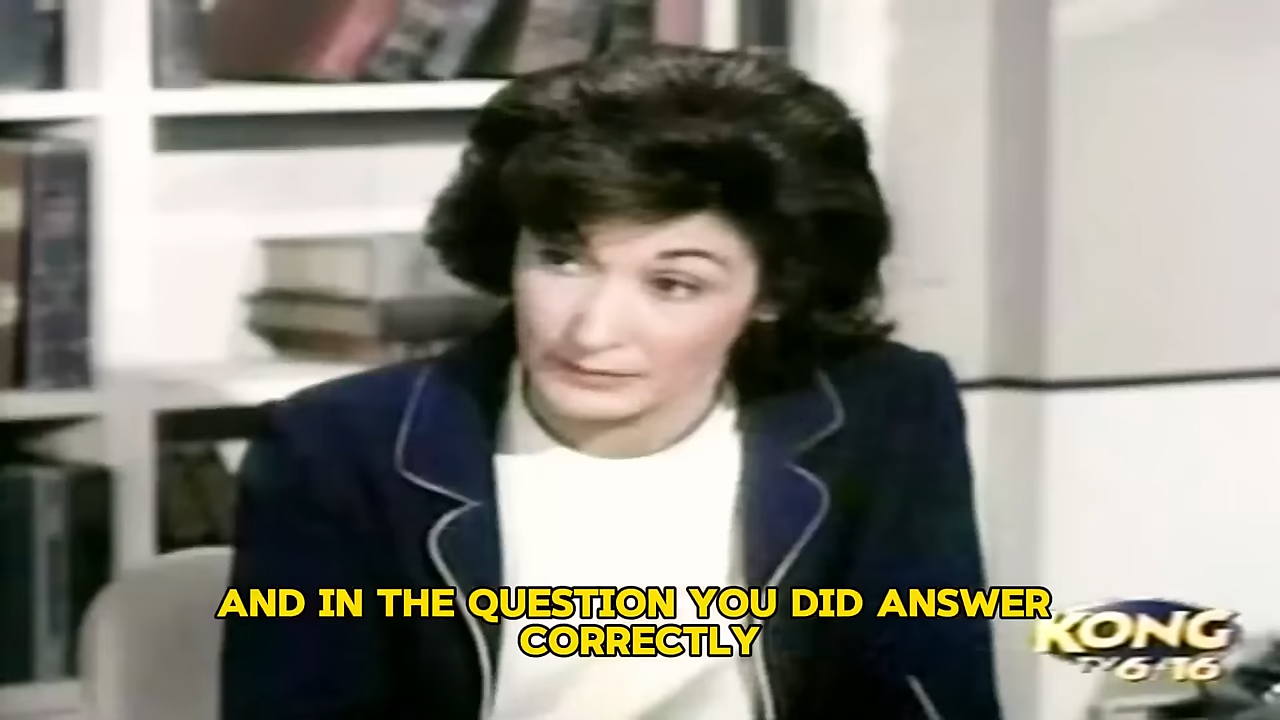 AND IN THE QUESTION YOU DID ANSWER
CORRECTLY
KONG
TV 6/16